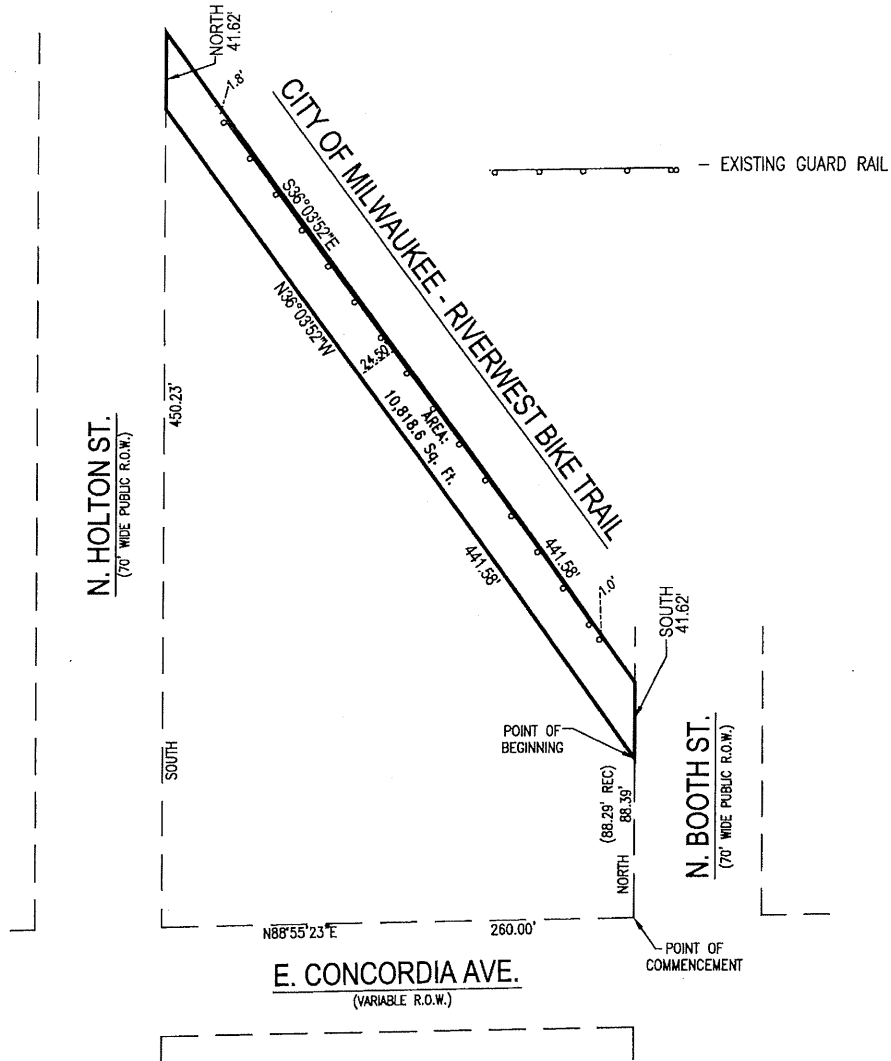 NORTH
41.62'
1.8'
CITY OF MILWAUKEE - RIVERWEST BIKE TRAIL
— EXISTING GUARD RAIL
S36°03'52"E
N36°03'52"W
24.50'
AREA:
10,818.6 Sq. Ft.
450.23'
N. HOLTON ST.
(70' WIDE PUBLIC R.O.W.)
441.58'
441.58'
1.0'
SOUTH
41.62'
POINT OF
BEGINNING
SOUTH
(88.29' REC)
88.39'
NORTH
N. BOOTH ST.
(70' WIDE PUBLIC R.O.W.)
N88°55'23"E
260.00'
POINT OF
COMMENCEMENT
E. CONCORDIA AVE.
(VARIABLE R.O.W.)